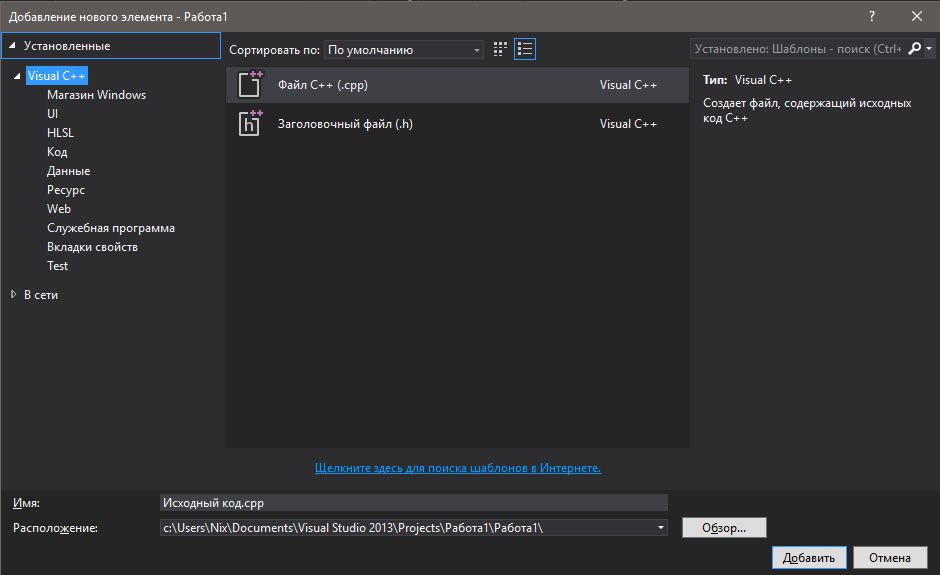 Добавление нового элемента - Работа1
?
Установленные
Сортировать по: По умолчанию
Установлено: Шаблоны - поиск (Ctrl+
Visual C++
Магазин Windows
UI
HLSL
Код
Данные
Ресурс
Web
Служебная программа
Вкладки свойств
Test
В сети
Файл C++ (.cpp) Visual C++
Заголовочный файл (.h) Visual C++
Тип: Visual C++
Создает файл, содержащий исходных
код C++
Щелкните здесь для поиска шаблонов в Интернете.
Имя: Исходный код.cpp
Расположение: c:\Users\Nix\Documents\Visual Studio 2013\Projects\Работа1\Работа1\
Обзор...
Добавить Отмена